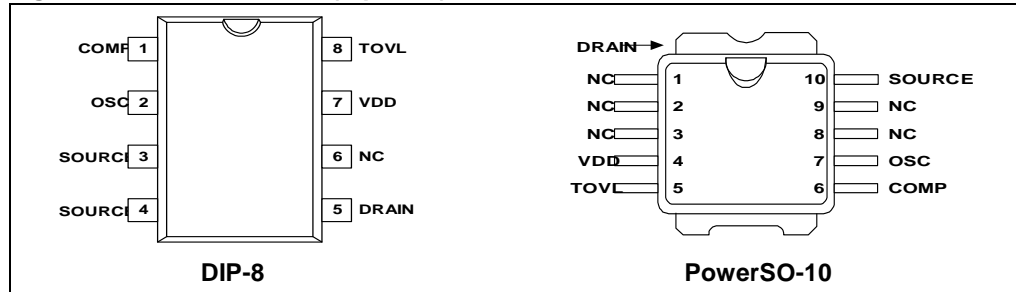 COMP 1 8 TOVL
OSC 2 7 VDD
SOURCE 3 6 NC
SOURCE 4 5 DRAIN
DIP-8
DRAIN
NC 1 10 SOURCE
NC 2 9 NC
NC 3 8 NC
VDD 4 7 OSC
TOVL 5 6 COMP
PowerSO-10